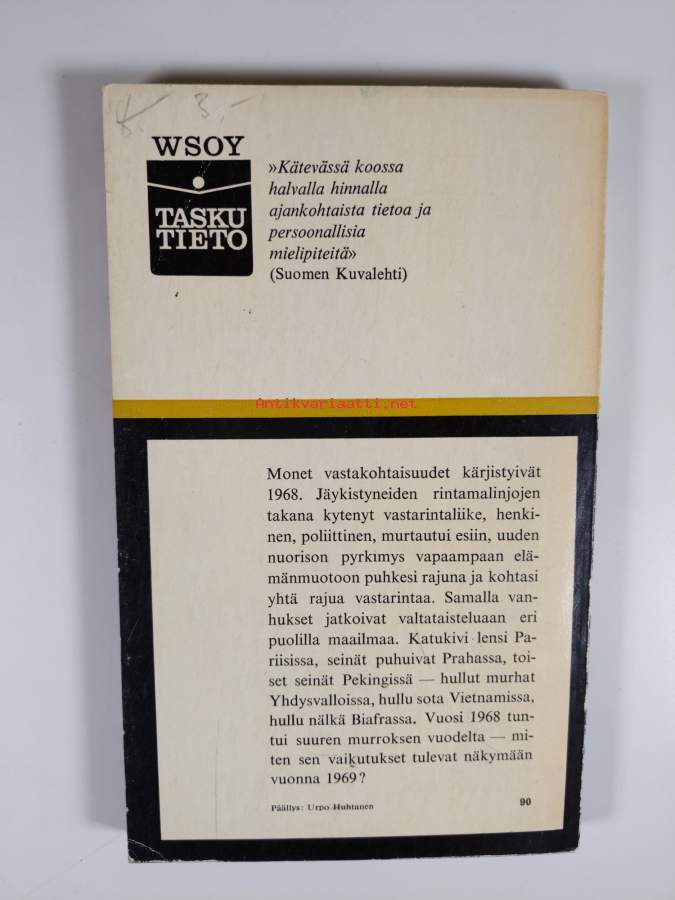 8.- 3.-
WSOY
TASKU
TIETO
»Kätevässä koossa
halvalla hinnalla
ajankohtaista tietoa ja
persoonallisia
mielipiteitä»
(Suomen Kuvalehti)
Antikvariaatti.net
Monet vastakohtaisuudet kärjistyivät
1968. Jäykistyneiden rintamalinjojen
takana kytenyt vastarintaliike, henki-
nen, poliittinen, murtautui esiin, uuden
nuorison pyrkimys vapaampaan elä-
mänmuotoon puhkesi rajuna ja kohtasi
yhtä rajua vastarintaa. Samalla van-
hukset jatkoivat valtataisteluaan eri
puolilla maailmaa. Katukivi lensi Pa-
riisissa, seinät puhuivat Prahassa, toi-
set seinät Pekingissä — hullut murhat
Yhdysvalloissa, hullu sota Vietnamissa,
hullu nälkä Biafrassa. Vuosi 1968 tun-
tui suuren murroksen vuodelta — mi-
ten sen vaikutukset tulevat näkymään
vuonna 1969?
Päällys: Urpo Huhtanen 90